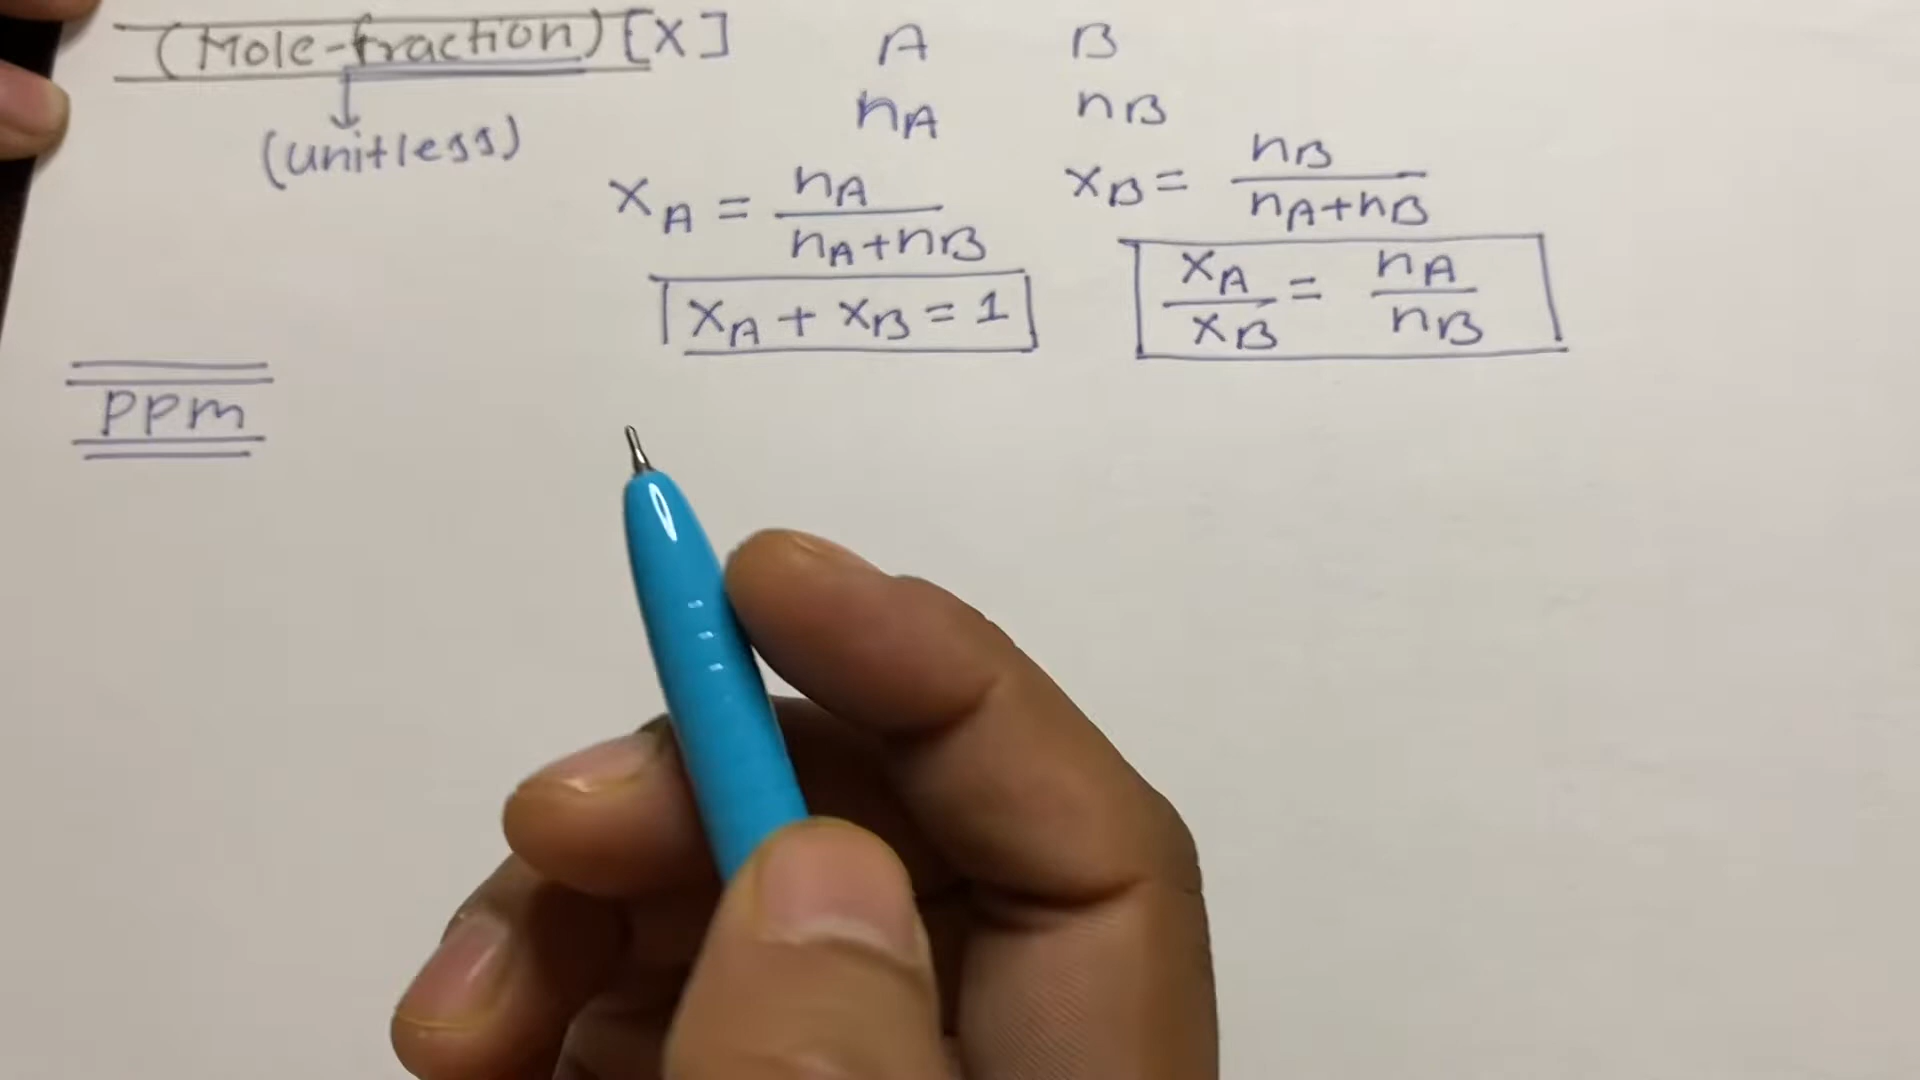 (Mole-fraction) [X] A B
(unitless) nA nB
xA = nA / nA+nB xB = nB / nA+nB
xA + xB = 1 xA / xB = nA / nB
PPm